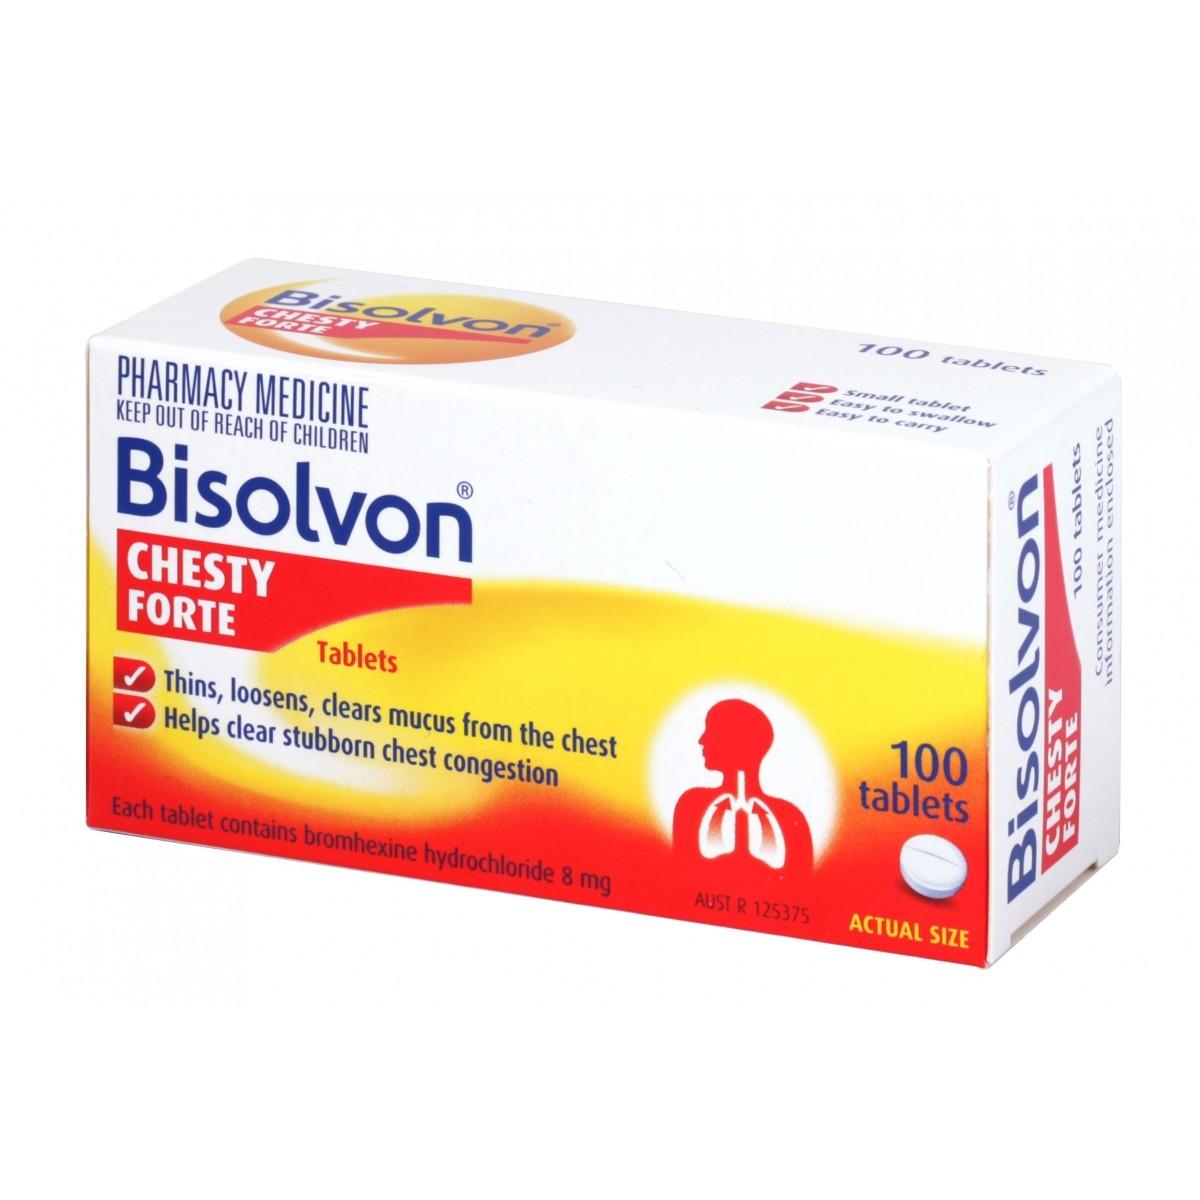 Bisolvon®
CHESTY
FORTE
100 tablets
Small tablet
Easy to swallow
Easy to carry
PHARMACY MEDICINE
KEEP OUT OF REACH OF CHILDREN
Bisolvon®
CHESTY
FORTE
Tablets
Thins, loosens, clears mucus from the chest
Helps clear stubborn chest congestion
Each tablet contains bromhexine hydrochloride 8 mg
AUST R 125375
100
tablets
ACTUAL SIZE
Bisolvon®
CHESTY
FORTE
100 tablets
Consumer medicine
information enclosed